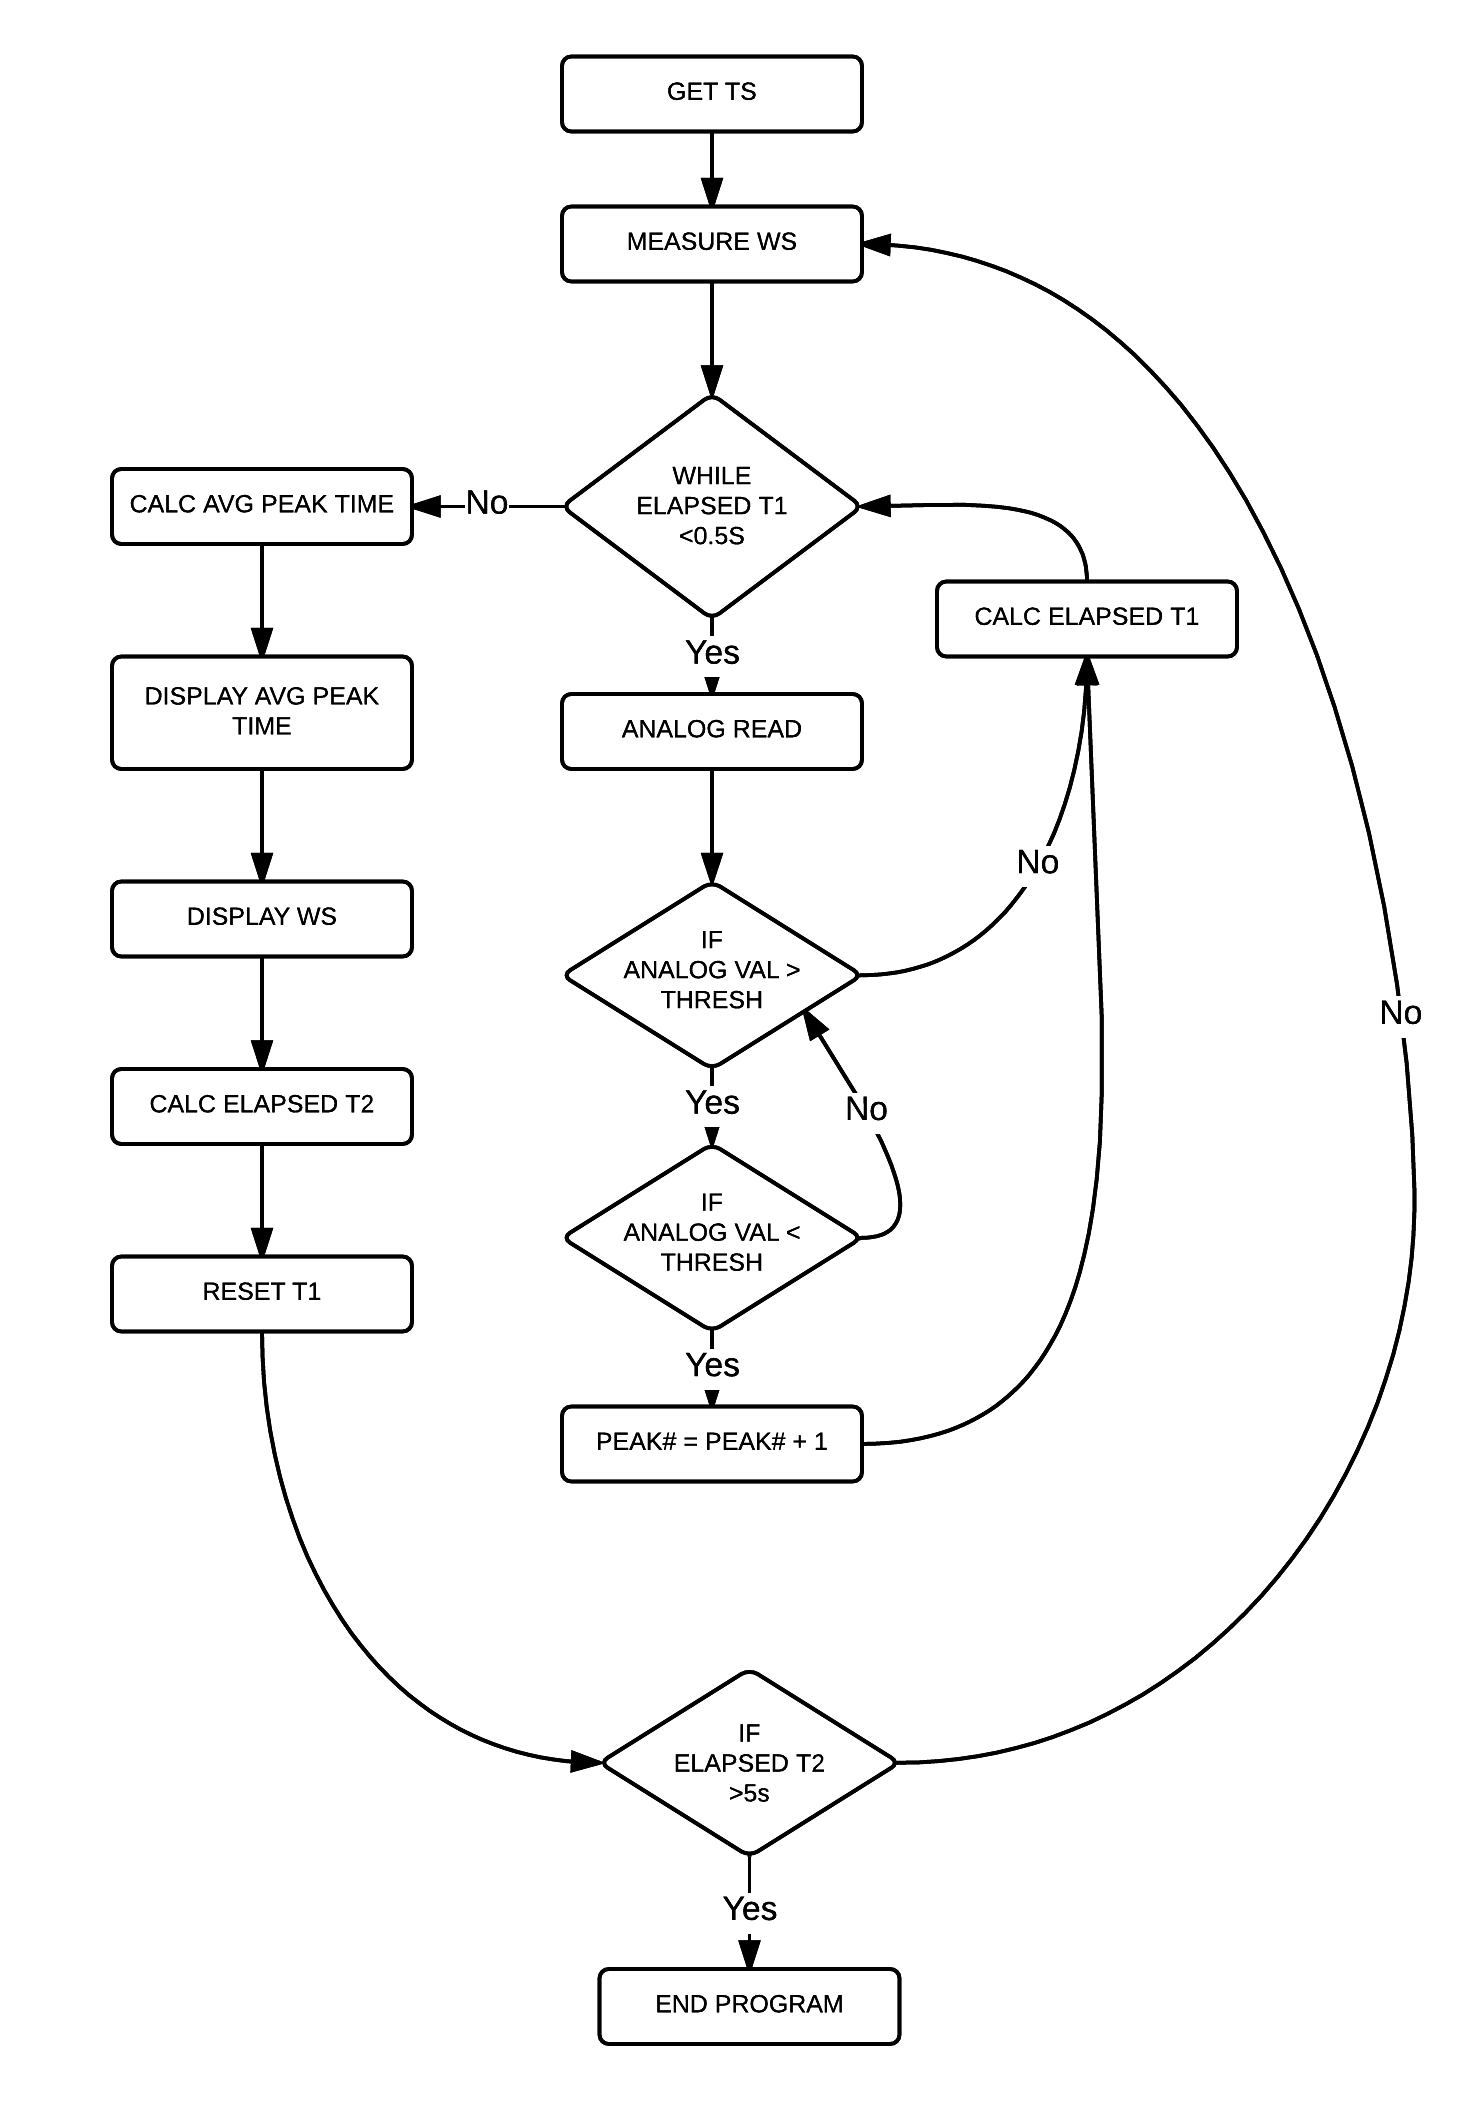 GET TS
MEASURE WS
WHILE
ELAPSED T1
<0.5S
No
CALC AVG PEAK TIME
Yes
CALC ELAPSED T1
DISPLAY AVG PEAK
TIME
ANALOG READ
No
DISPLAY WS
IF
ANALOG VAL >
THRESH
No
CALC ELAPSED T2
Yes
No
IF
ANALOG VAL <
THRESH
RESET T1
Yes
PEAK# = PEAK# + 1
IF
ELAPSED T2
>5s
Yes
END PROGRAM